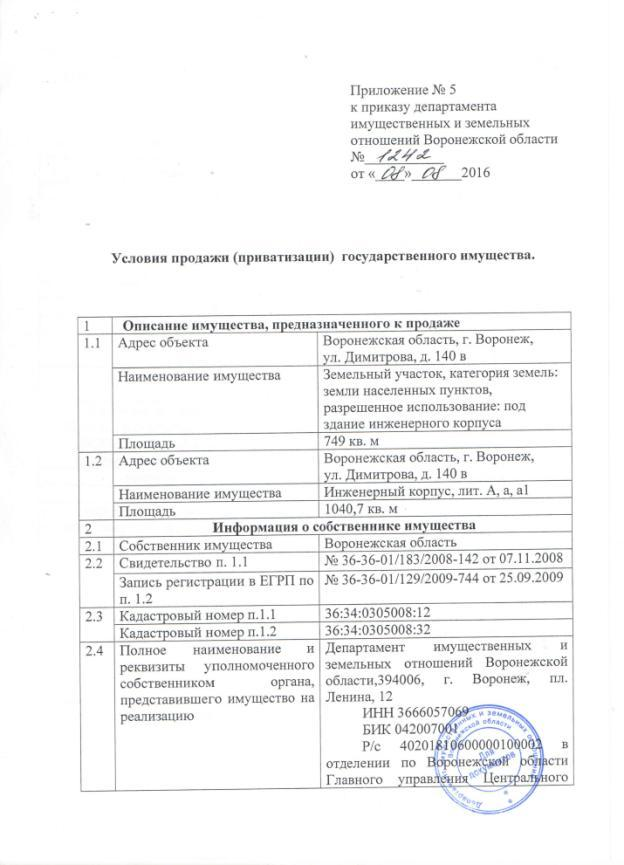 Приложение № 5
к приказу департамента
имущественных и земельных
отношений Воронежской области
№ 1242
от «08» 08 2016
Условия продажи (приватизации) государственного имущества.
1 Описание имущества, предназначенного к продаже
1.1 Адрес объекта Воронежская область, г. Воронеж,
ул. Димитрова, д. 140 в
Наименование имущества Земельный участок, категория земель:
земли населенных пунктов,
разрешенное использование: под
здание инженерного корпуса
Площадь 749 кв. м
1.2 Адрес объекта Воронежская область, г. Воронеж,
ул. Димитрова, д. 140 в
Наименование имущества Инженерный корпус, лит. А, а, а1
Площадь 1040,7 кв. м
2 Информация о собственнике имущества
2.1 Собственник имущества Воронежская область
2.2 Свидетельство п. 1.1 № 36-36-01/183/2008-142 от 07.11.2008
Запись регистрации в ЕГРП по № 36-36-01/129/2009-744 от 25.09.2009
п. 1.2
2.3 Кадастровый номер п.1.1 36:34:0305008:12
Кадастровый номер п.1.2 36:34:0305008:32
2.4 Полное наименование и Департамент имущественных и
реквизиты уполномоченного земельных отношений Воронежской
собственником органа, области,394006, г. Воронеж, пл.
представившего имущество на Ленина, 12
реализацию ИНН 3666057069
БИК 042007001
Р/с 40201810600000100002 в
отделении по Воронежской области
Главного управления Центрального
Для
документов
Воронежской области
имущественных и земельных